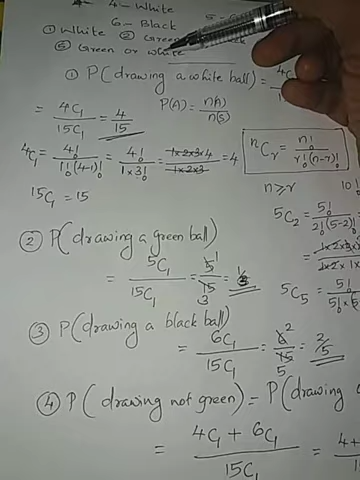 4 - White
6 - Black
① White ② Green
⑤ Green or white
① P( drawing a white ball) = 4C₁
= 4C₁/15C₁ = 4/15 P(A) = n(A)/n(S)
⁴C₁ = 4!/1!(4-1)! = 4!/1×3! = 1×2×3×4/1×2×3 = 4 ⁿCᵣ = n!/r!(n-r)!
15C₁ = 15 n≥r 10!
5C₂ = 5!/2!(5-2)!
② P( drawing a green ball)
= 5C₁/15C₁ = 5/15 = 1/3
5C₅ = 5!
③ P( drawing a black ball)
= 6C₁/15C₁ = 6/15 = 2/5
④ P( drawing not green) = P( drawing
= 4C₁ + 6C₁/15C₁ = 4+